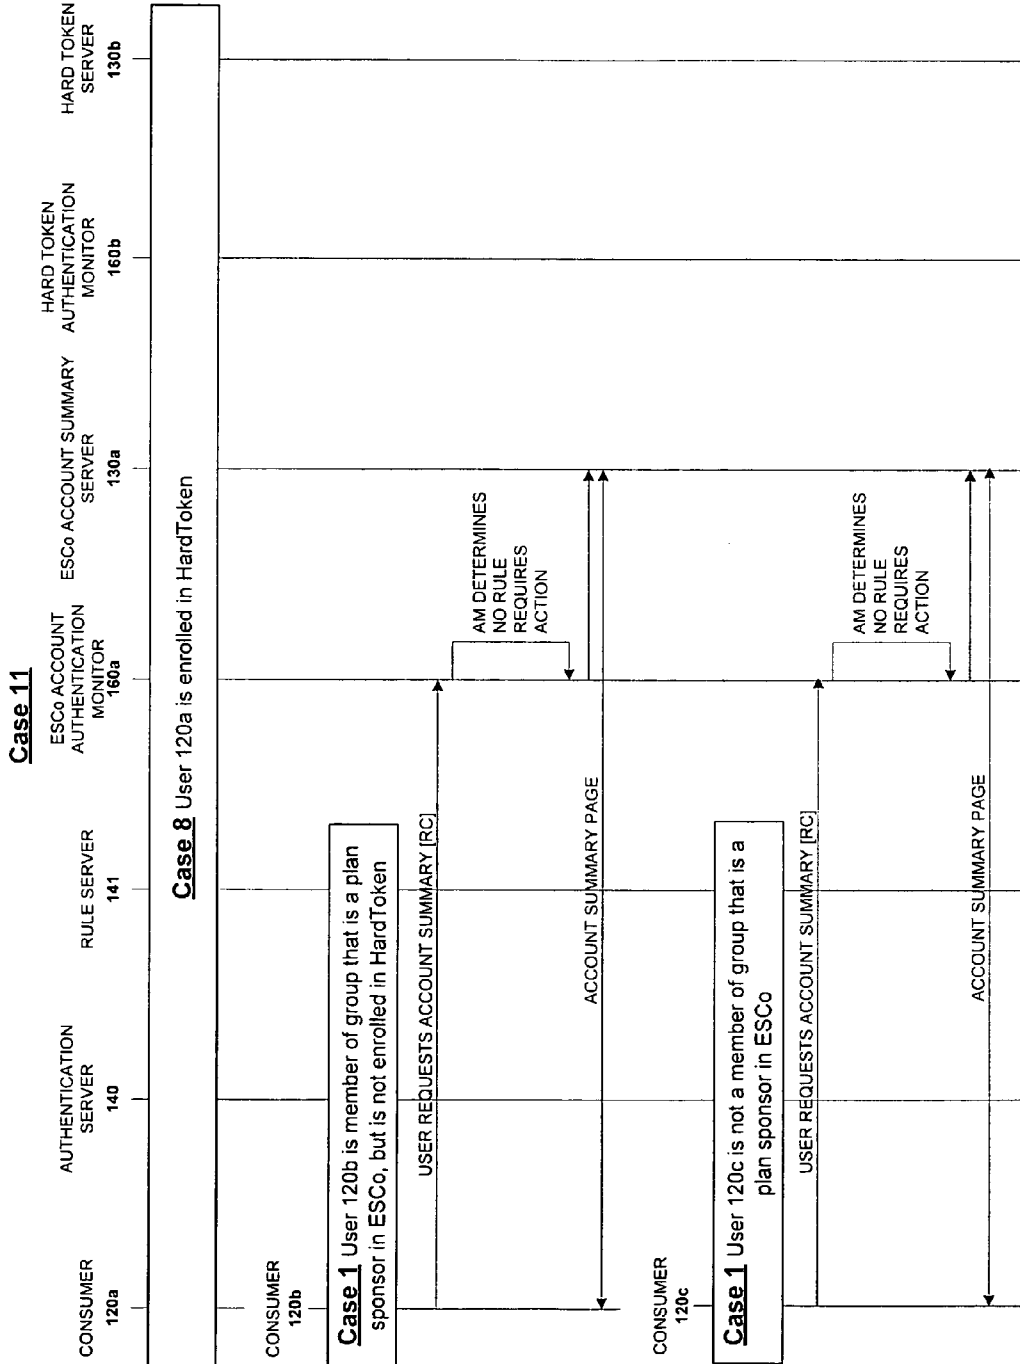 Case 11
CONSUMER
120a
AUTHENTICATION
SERVER
140
RULE SERVER
141
ESCo ACCOUNT
AUTHENTICATION
MONITOR
160a
ESCo ACCOUNT SUMMARY
SERVER
130a
HARD TOKEN
AUTHENTICATION
MONITOR
160b
HARD TOKEN
SERVER
130b
Case 8 User 120a is enrolled in HardToken
CONSUMER
120b
Case 1 User 120b is member of group that is a plan
sponsor in ESCo, but is not enrolled in HardToken
USER REQUESTS ACCOUNT SUMMARY [RC]
AM DETERMINES
NO RULE
REQUIRES
ACTION
ACCOUNT SUMMARY PAGE
CONSUMER
120c
Case 1 User 120c is not a member of group that is a
plan sponsor in ESCo
USER REQUESTS ACCOUNT SUMMARY [RC]
AM DETERMINES
NO RULE
REQUIRES
ACTION
ACCOUNT SUMMARY PAGE